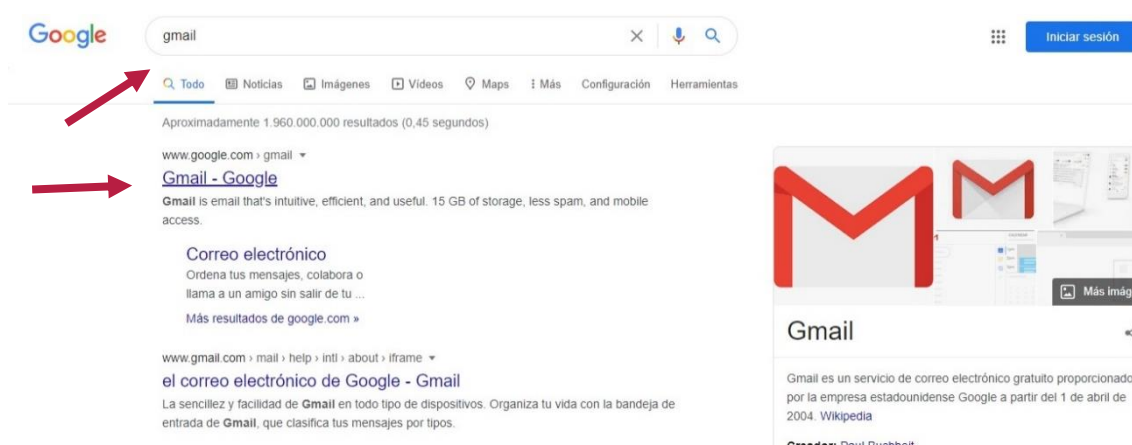 Google
gmail
Iniciar sesión
Todo Noticias Imágenes Vídeos Maps Más Configuración Herramientas
Aproximadamente 1.960.000.000 resultados (0,45 segundos)
www.google.com › gmail
Gmail - Google
Gmail is email that's intuitive, efficient, and useful. 15 GB of storage, less spam, and mobile
access.
Correo electrónico
Ordena tus mensajes, colabora o
llama a un amigo sin salir de tu ...
Más resultados de google.com »
www.gmail.com › mail › help › intl › about › iframe
el correo electrónico de Google - Gmail
La sencillez y facilidad de Gmail en todo tipo de dispositivos. Organiza tu vida con la bandeja de
entrada de Gmail, que clasifica tus mensajes por tipos.
Más imág
Gmail
Gmail es un servicio de correo electrónico gratuito proporcionado
por la empresa estadounidense Google a partir del 1 de abril de
2004. Wikipedia